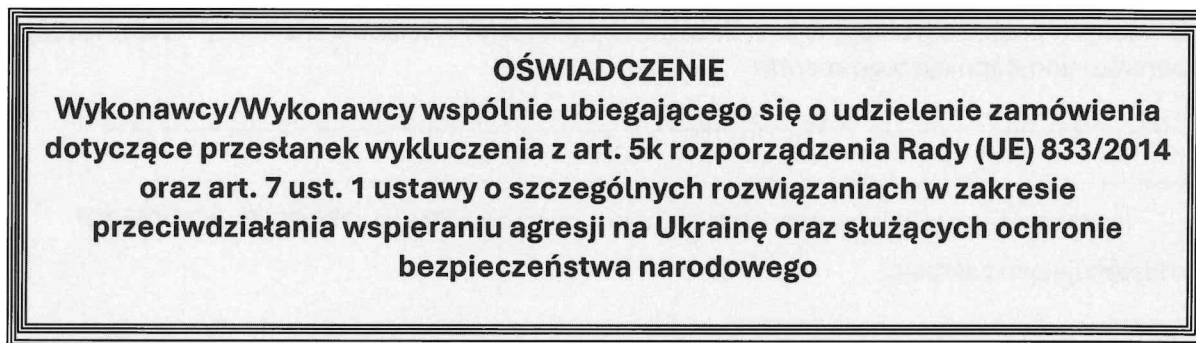 OŚWIADCZENIE
Wykonawcy/Wykonawcy wspólnie ubiegającego się o udzielenie zamówienia
dotyczące przesłanek wykluczenia z art. 5k rozporządzenia Rady (UE) 833/2014
oraz art. 7 ust. 1 ustawy o szczególnych rozwiązaniach w zakresie
przeciwdziałania wspieraniu agresji na Ukrainę oraz służących ochronie
bezpieczeństwa narodowego